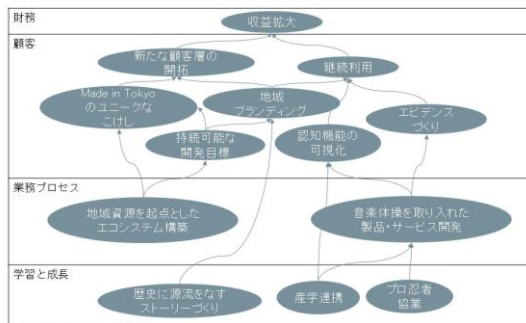 財務
収益拡大
顧客
新たな顧客層の
開拓
継続利用
Made in Tokyo
のユニークな
こけし
地域
ブランディング
エビデンス
づくり
持続可能な
開発目標
認知機能の
可視化
業務プロセス
地域資源を起点とした
エコシステム構築
音楽体操を取り入れた
製品・サービス開発
学習と成長
歴史に源流をなす
ストーリーづくり
産学連携
プロ忍者
協業